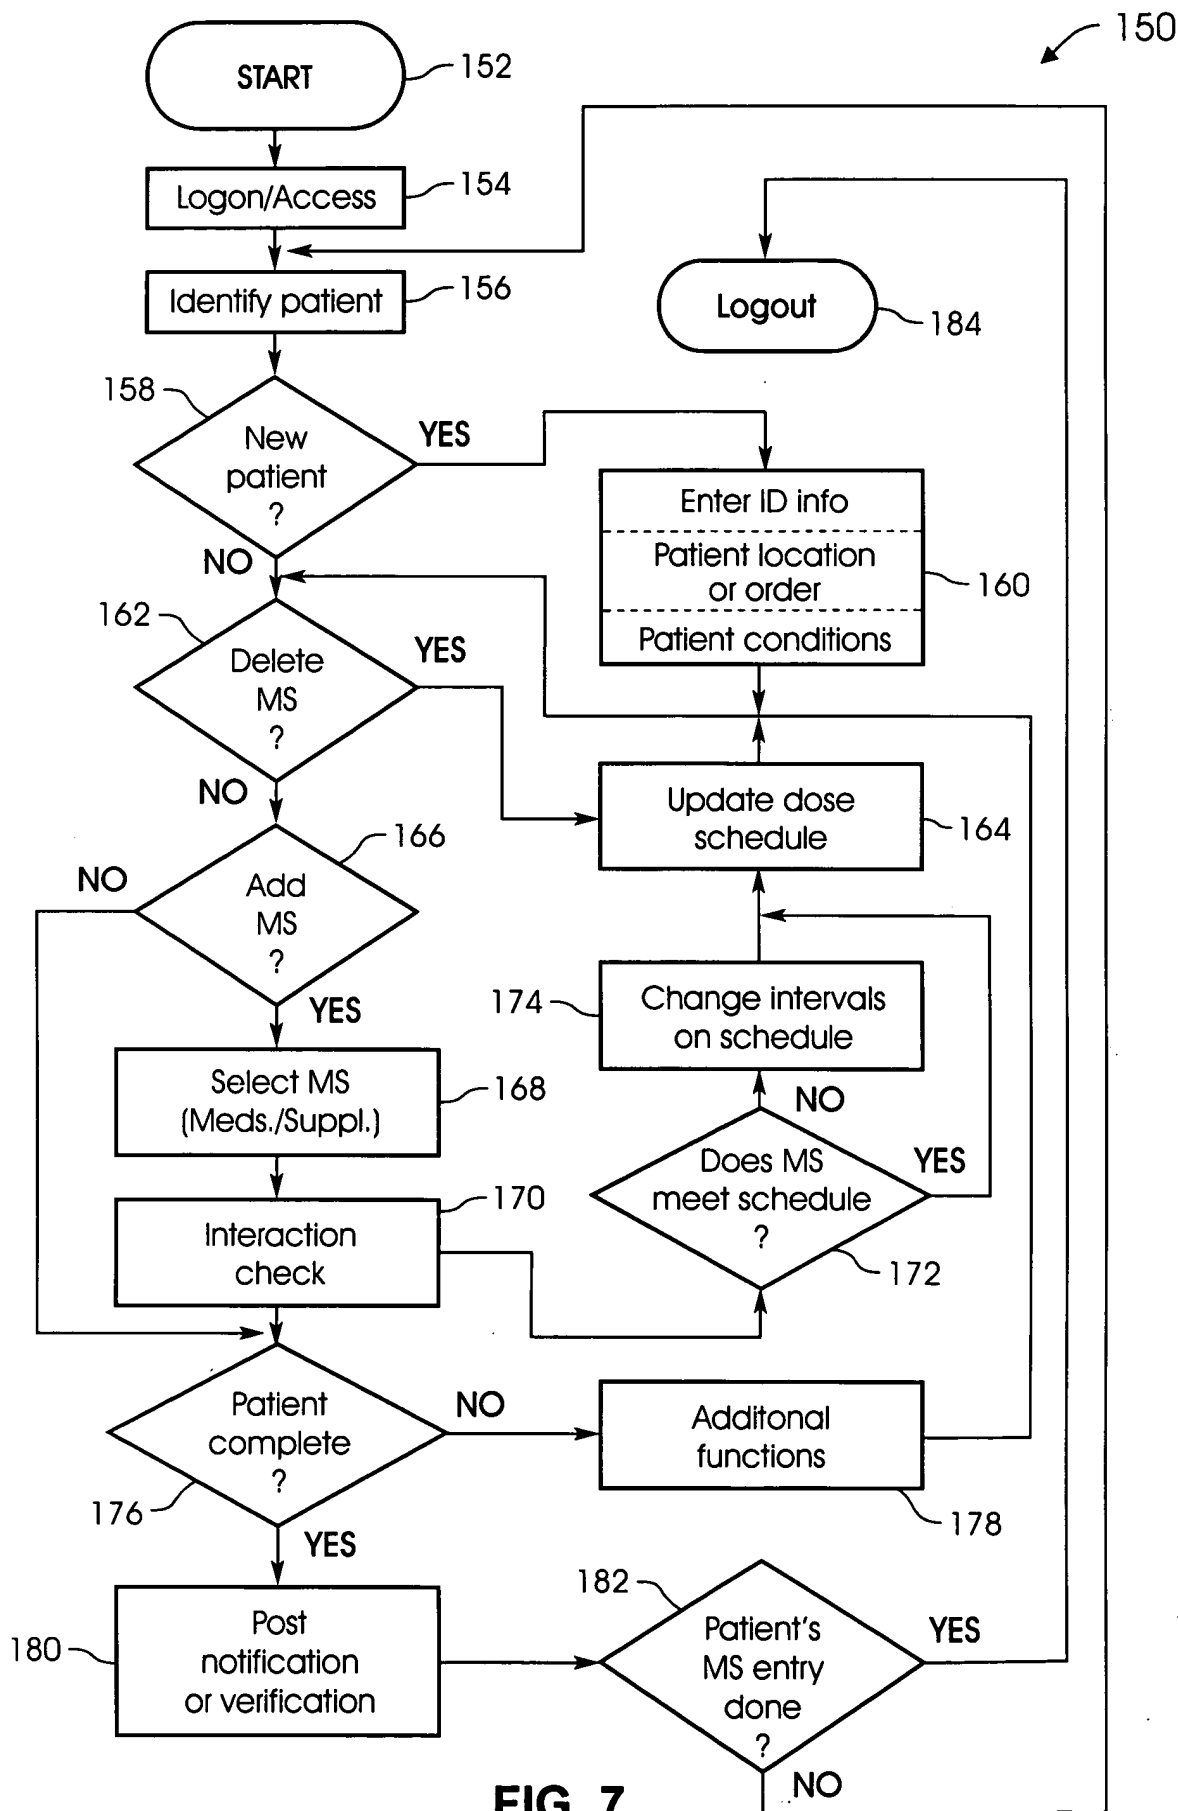 150
START
152
Logon/Access
154
Identify patient
156
Logout
184
158
New
patient
?
YES
NO
Enter ID info
Patient location
or order
Patient conditions
160
162
Delete
MS
?
YES
NO
Update dose
schedule
164
166
Add
MS
?
NO
YES
174
Change intervals
on schedule
NO
Select MS
(Meds./Suppl.)
168
Does MS
meet schedule
?
YES
172
170
Interaction
check
Patient
complete
?
NO
176
YES
Additonal
functions
178
180
Post
notification
or verification
182
Patient's
MS entry
done
?
YES
NO
FIG. 7